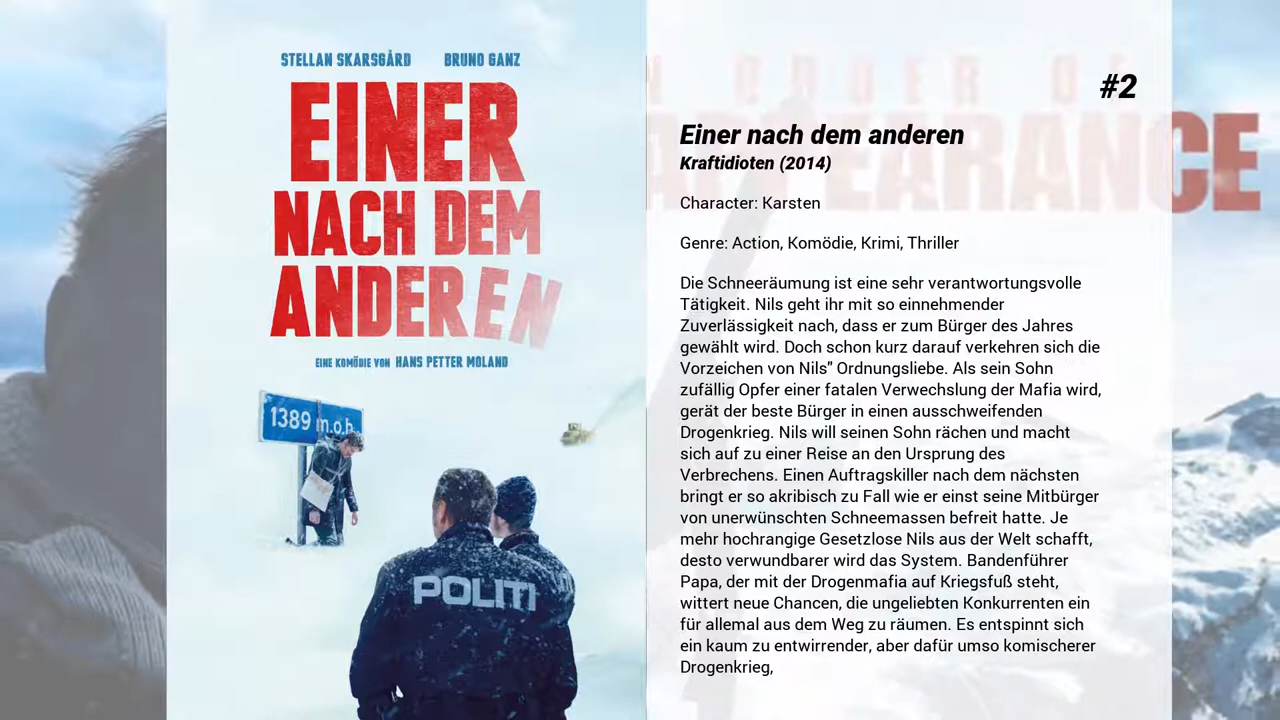 STELLAN SKARSGÅRD BRUNO GANZ
EINER
NACH DEM
ANDEREN
EINE KOMÖDIE VON HANS PETTER MOLAND
1389 m.o.h.
POLITI
#2
Einer nach dem anderen
Kraftidioten (2014)
Character: Karsten
Genre: Action, Komödie, Krimi, Thriller
Die Schneeräumung ist eine sehr verantwortungsvolle
Tätigkeit. Nils geht ihr mit so einnehmender
Zuverlässigkeit nach, dass er zum Bürger des Jahres
gewählt wird. Doch schon kurz darauf verkehren sich die
Vorzeichen von Nils" Ordnungsliebe. Als sein Sohn
zufällig Opfer einer fatalen Verwechslung der Mafia wird,
gerät der beste Bürger in einen ausschweifenden
Drogenkrieg. Nils will seinen Sohn rächen und macht
sich auf zu einer Reise an den Ursprung des
Verbrechens. Einen Auftragskiller nach dem nächsten
bringt er so akribisch zu Fall wie er einst seine Mitbürger
von unerwünschten Schneemassen befreit hatte. Je
mehr hochrangige Gesetzlose Nils aus der Welt schafft,
desto verwundbarer wird das System. Bandenführer
Papa, der mit der Drogenmafia auf Kriegsfuß steht,
wittert neue Chancen, die ungeliebten Konkurrenten ein
für allemal aus dem Weg zu räumen. Es entspinnt sich
ein kaum zu entwirrender, aber dafür umso komischerer
Drogenkrieg,